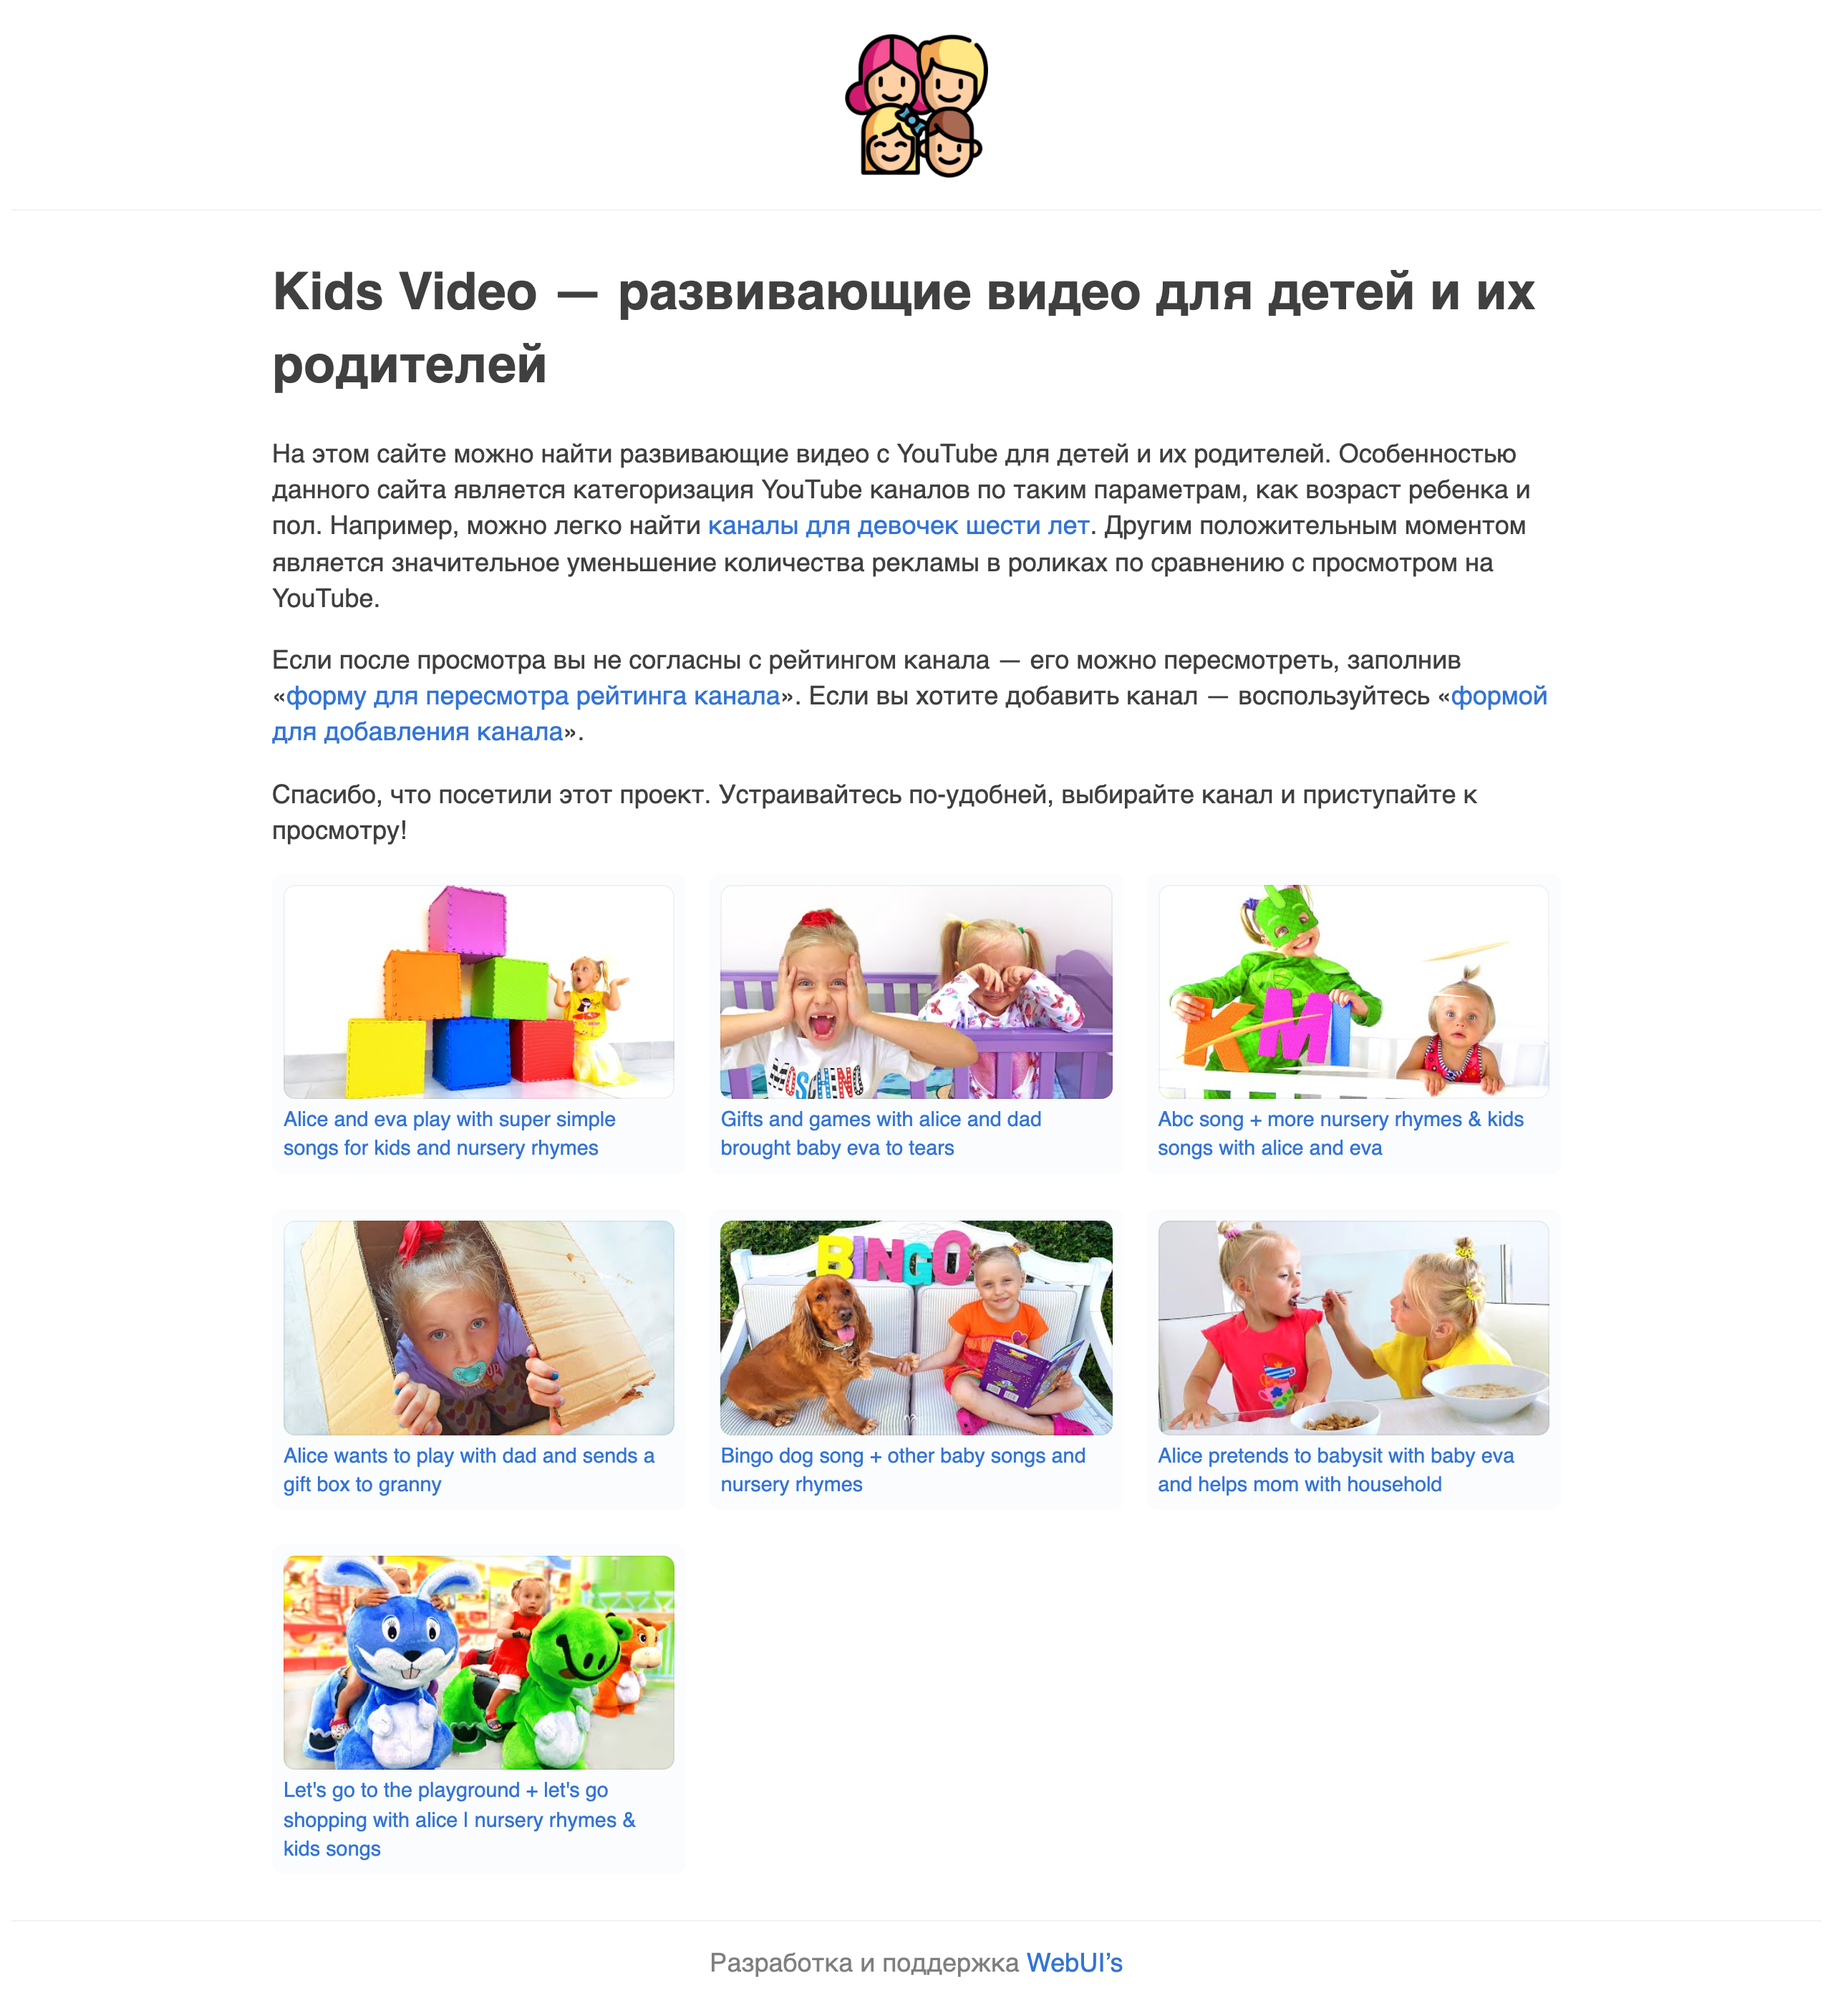 Kids Video — развивающие видео для детей и их
родителей
На этом сайте можно найти развивающие видео с YouTube для детей и их родителей. Особенностью
данного сайта является категоризация YouTube каналов по таким параметрам, как возраст ребенка и
пол. Например, можно легко найти каналы для девочек шести лет. Другим положительным моментом
является значительное уменьшение количества рекламы в роликах по сравнению с просмотром на
YouTube.
Если после просмотра вы не согласны с рейтингом канала — его можно пересмотреть, заполнив
«форму для пересмотра рейтинга канала». Если вы хотите добавить канал — воспользуйтесь «формой
для добавления канала».
Спасибо, что посетили этот проект. Устраивайтесь по-удобней, выбирайте канал и приступайте к
просмотру!
MOSCHINO
KMI
Alice and eva play with super simple
songs for kids and nursery rhymes
Gifts and games with alice and dad
brought baby eva to tears
Abc song + more nursery rhymes & kids
songs with alice and eva
BINGO
Alice wants to play with dad and sends a
gift box to granny
Bingo dog song + other baby songs and
nursery rhymes
Alice pretends to babysit with baby eva
and helps mom with household
Let's go to the playground + let's go
shopping with alice l nursery rhymes &
kids songs
Разработка и поддержка WebUI’s